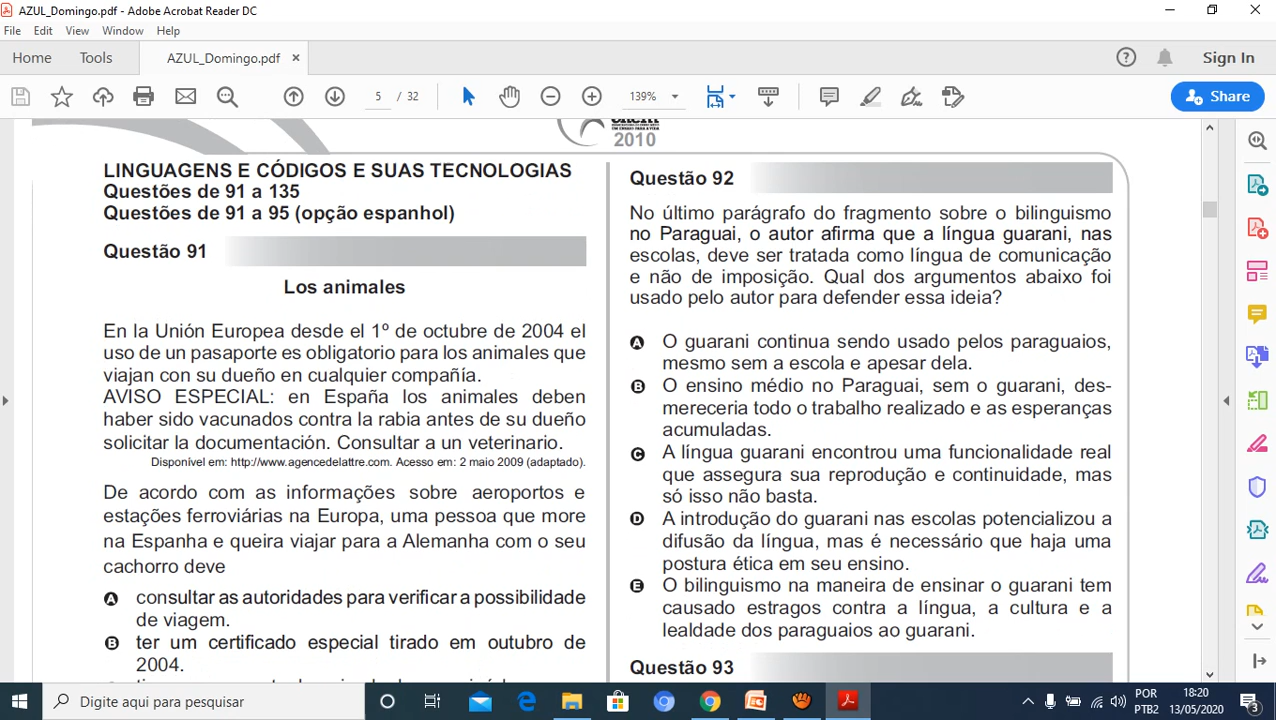 AZUL_Domingo.pdf - Adobe Acrobat Reader DC
File Edit View Window Help
Home Tools AZUL_Domingo.pdf × Sign In
5 / 32 139% Share
2010
LINGUAGENS E CÓDIGOS E SUAS TECNOLOGIAS
Questões de 91 a 135
Questões de 91 a 95 (opção espanhol)
Questão 91
Los animales
En la Unión Europea desde el 1º de octubre de 2004 el
uso de un pasaporte es obligatorio para los animales que
viajan con su dueño en cualquier compañía.
AVISO ESPECIAL: en España los animales deben
haber sido vacunados contra la rabia antes de su dueño
solicitar la documentación. Consultar a un veterinario.
Disponível em: http://www.agencedelattre.com. Acesso em: 2 maio 2009 (adaptado).
De acordo com as informações sobre aeroportos e
estações ferroviárias na Europa, uma pessoa que more
na Espanha e queira viajar para a Alemanha com o seu
cachorro deve
A consultar as autoridades para verificar a possibilidade
de viagem.
B ter um certificado especial tirado em outubro de
2004.
Questão 92
No último parágrafo do fragmento sobre o bilinguismo
no Paraguai, o autor afirma que a língua guarani, nas
escolas, deve ser tratada como língua de comunicação
e não de imposição. Qual dos argumentos abaixo foi
usado pelo autor para defender essa ideia?
A O guarani continua sendo usado pelos paraguaios,
mesmo sem a escola e apesar dela.
B O ensino médio no Paraguai, sem o guarani, des-
mereceria todo o trabalho realizado e as esperanças
acumuladas.
C A língua guarani encontrou uma funcionalidade real
que assegura sua reprodução e continuidade, mas
só isso não basta.
D A introdução do guarani nas escolas potencializou a
difusão da língua, mas é necessário que haja uma
postura ética em seu ensino.
E O bilinguismo na maneira de ensinar o guarani tem
causado estragos contra a língua, a cultura e a
lealdade dos paraguaios ao guarani.
Questão 93
Digite aqui para pesquisar
POR 18:20
PTB2 13/05/2020
3